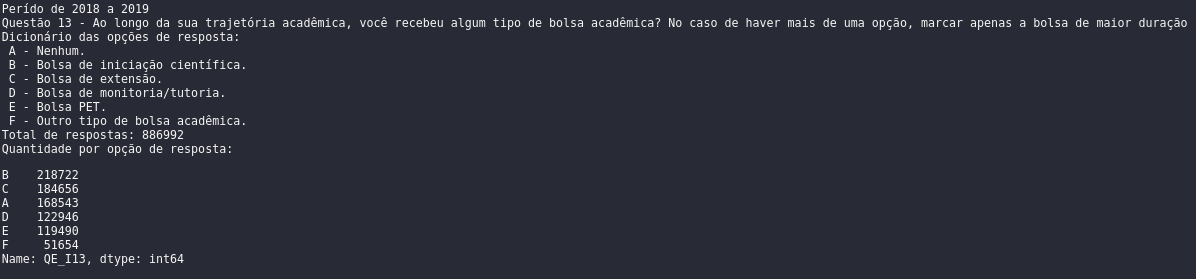 Perído de 2018 a 2019
Questão 13 - Ao longo da sua trajetória acadêmica, você recebeu algum tipo de bolsa acadêmica? No caso de haver mais de uma opção, marcar apenas a bolsa de maior duração
Dicionário das opções de resposta:
A - Nenhum.
B - Bolsa de iniciação científica.
C - Bolsa de extensão.
D - Bolsa de monitoria/tutoria.
E - Bolsa PET.
F - Outro tipo de bolsa acadêmica.
Total de respostas: 886992
Quantidade por opção de resposta:
B 218722
C 184656
A 168543
D 122946
E 119490
F 51654
Name: QE_I13, dtype: int64